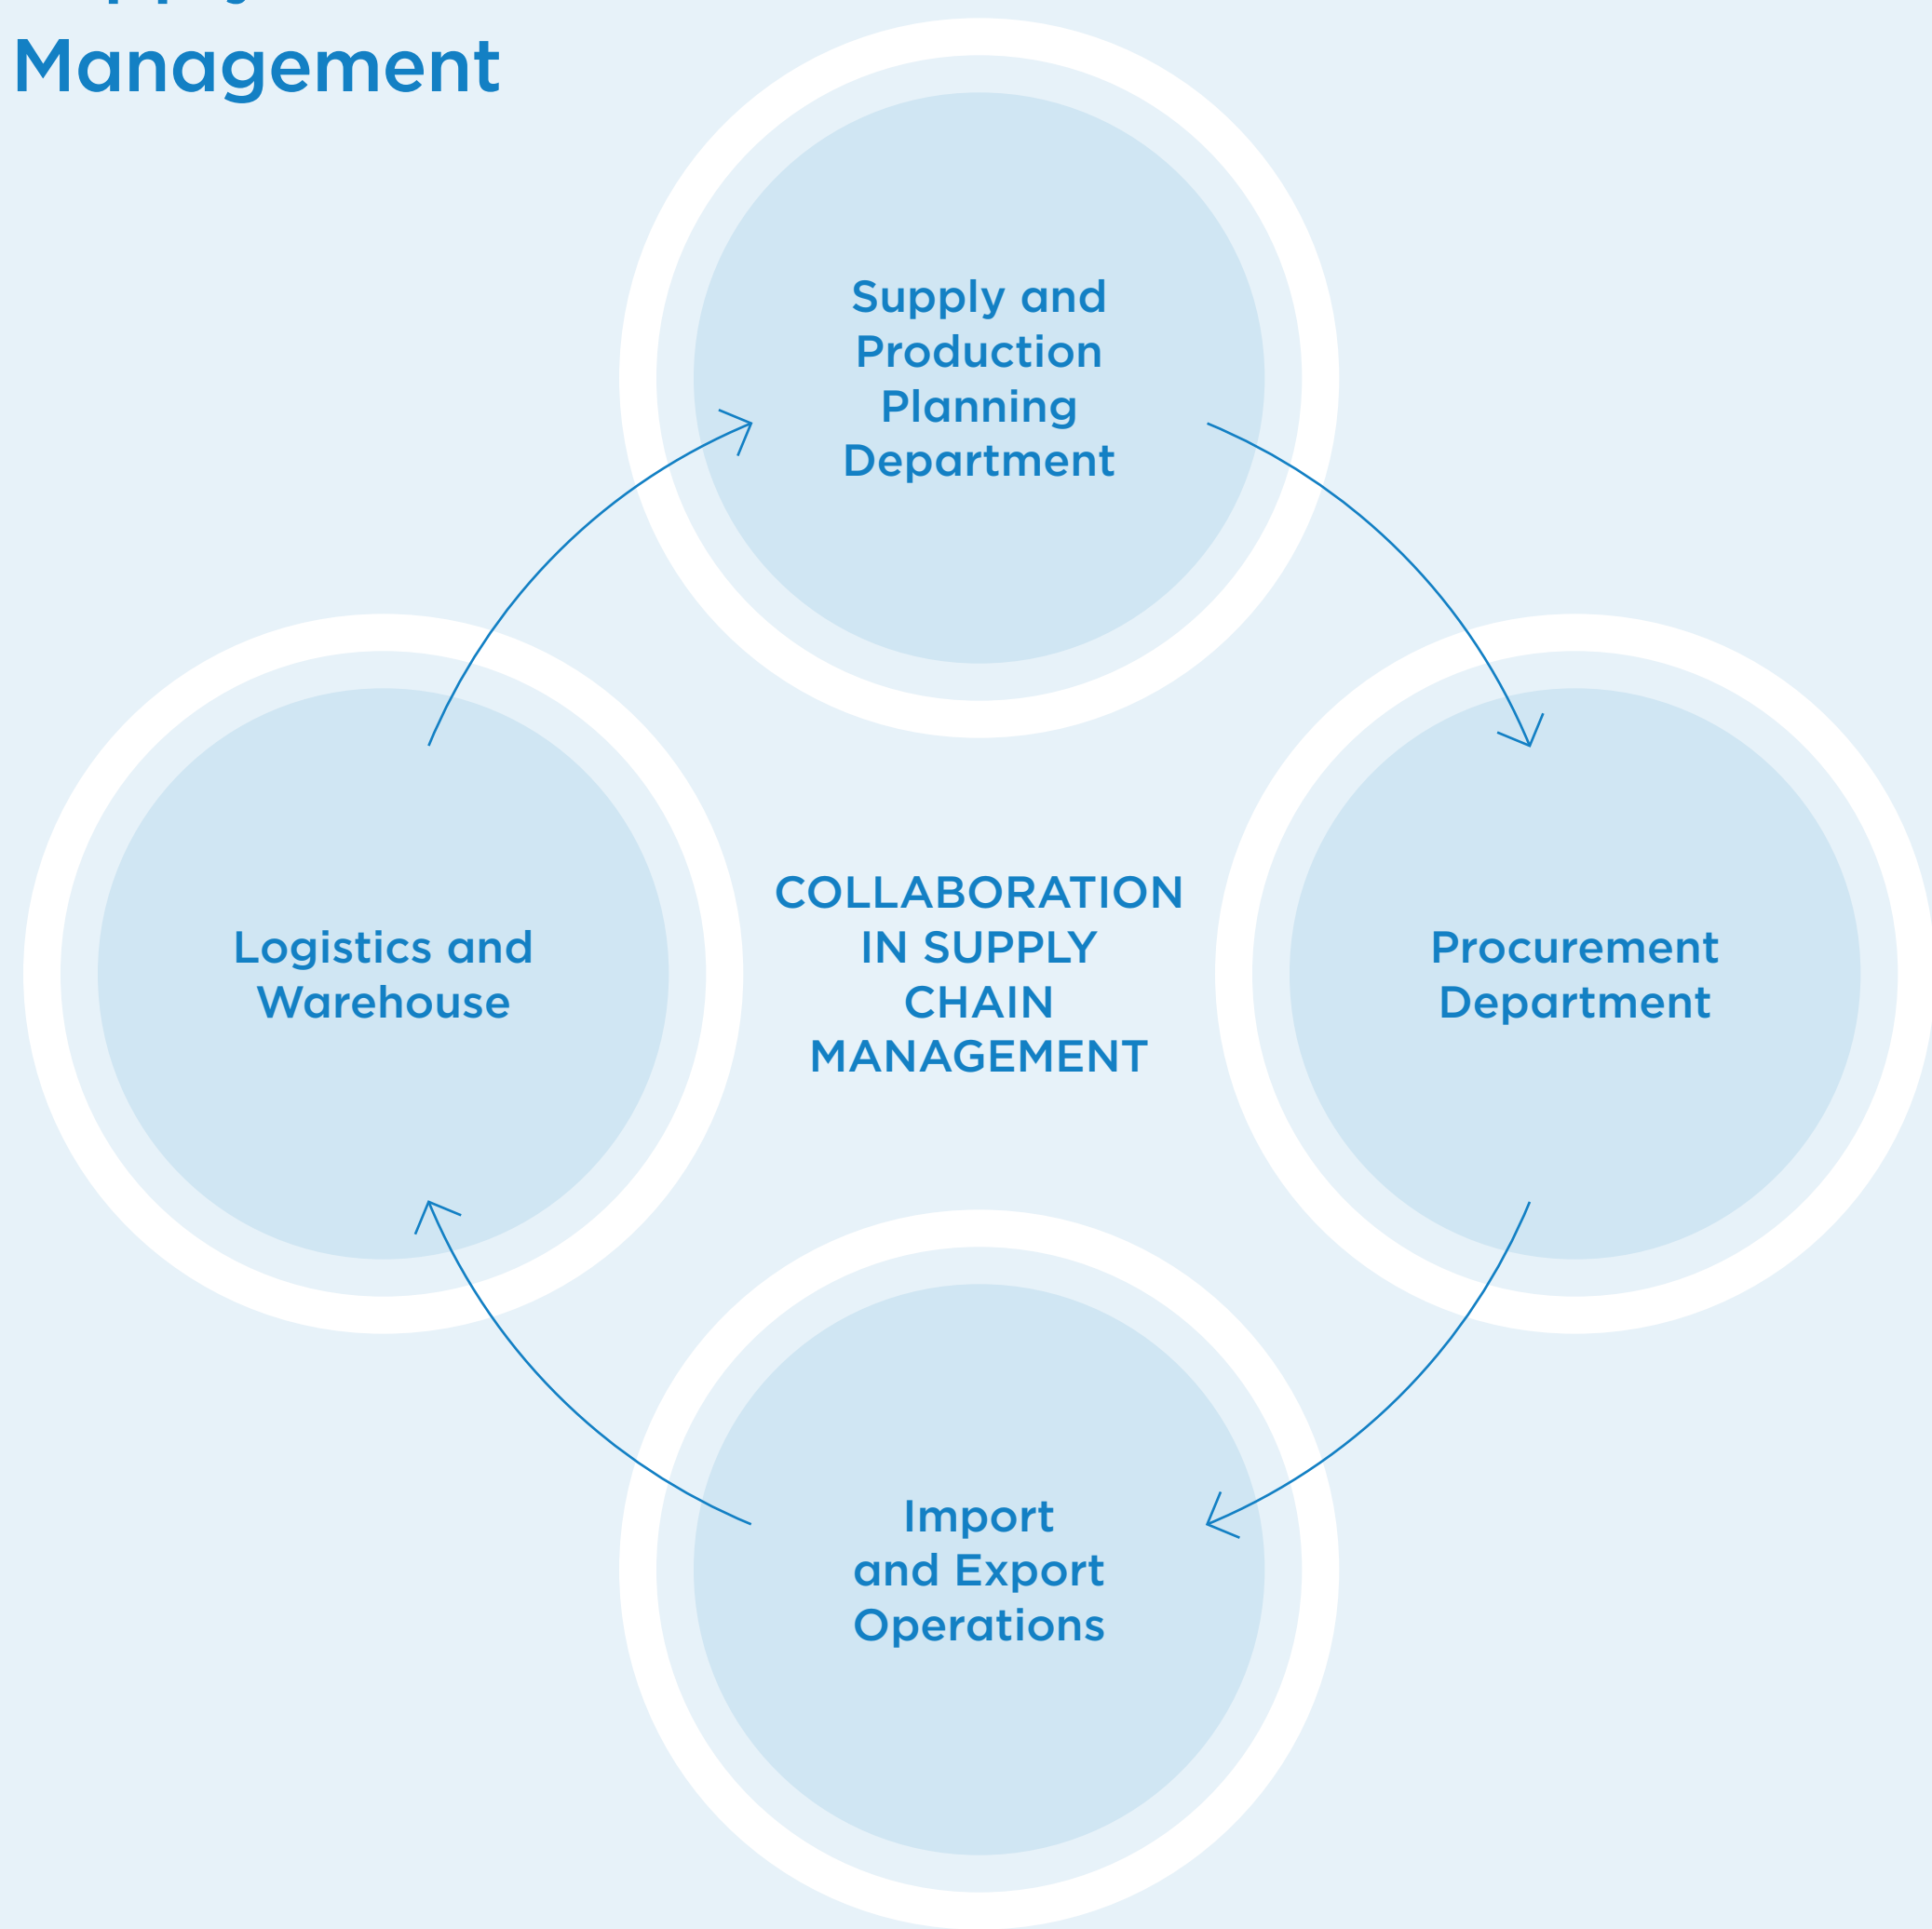 Management
Supply and
Production
Planning
Department
COLLABORATION
IN SUPPLY
CHAIN
MANAGEMENT
Logistics and
Warehouse
Procurement
Department
Import
and Export
Operations